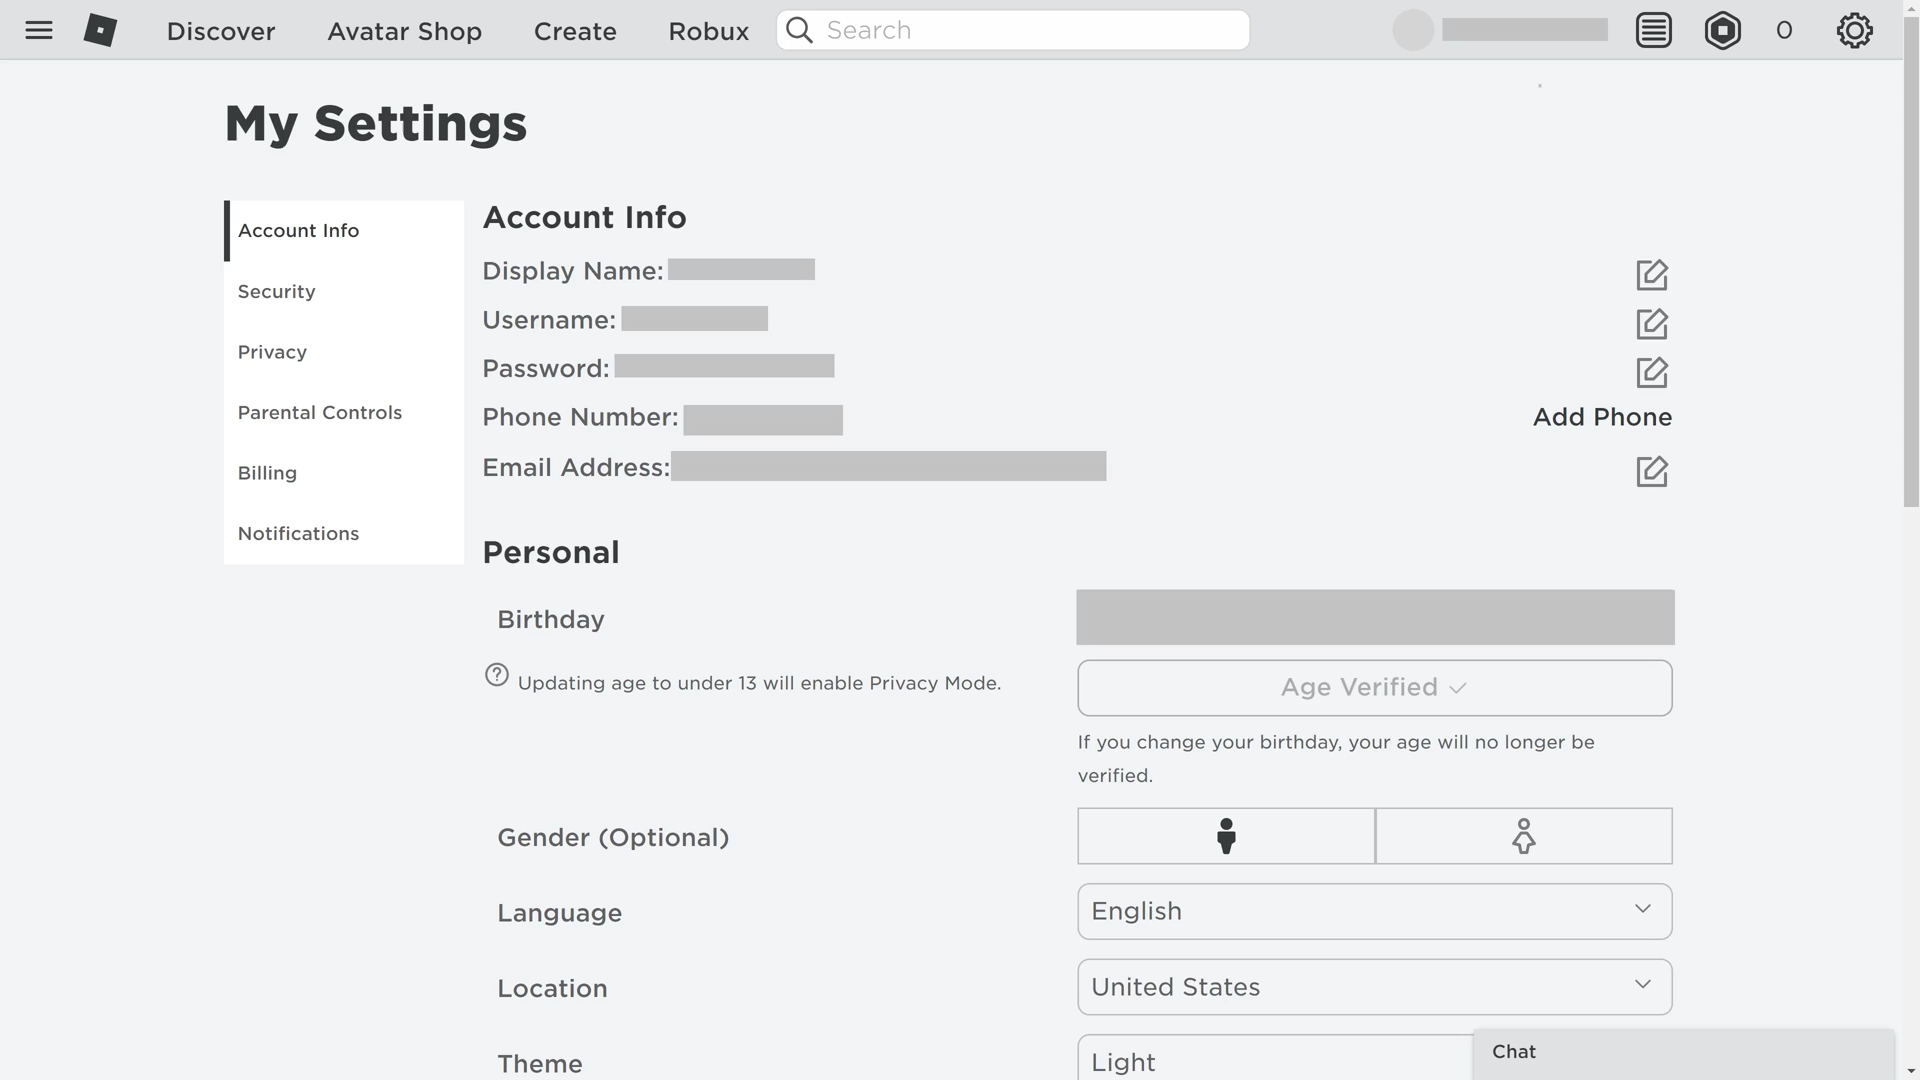 Discover Avatar Shop Create Robux Search 0
My Settings
Account Info
Security
Privacy
Parental Controls
Billing
Notifications
Account Info
Display Name:
Username:
Password:
Phone Number: Add Phone
Email Address:
Personal
Birthday
Updating age to under 13 will enable Privacy Mode.
Age Verified
If you change your birthday, your age will no longer be
verified.
Gender (Optional)
Language English
Location United States
Theme Light
Chat